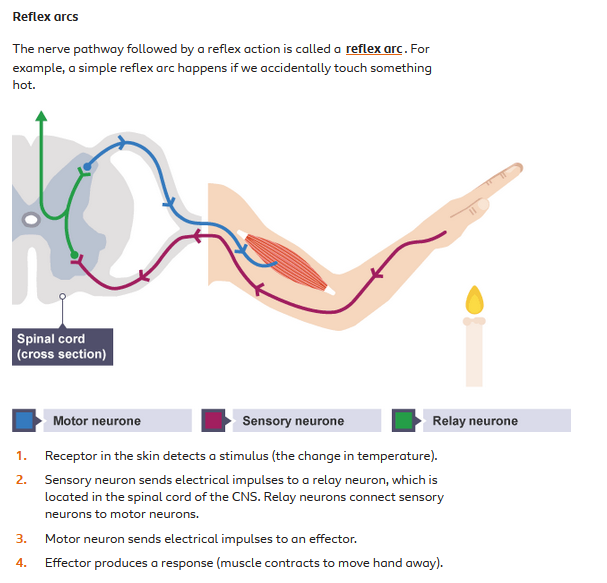 Reflex arcs
The nerve pathway followed by a reflex action is called a reflex arc. For
example, a simple reflex arc happens if we accidentally touch something
hot.
Spinal cord
(cross section)
Motor neurone
Sensory neurone
Relay neurone
1. Receptor in the skin detects a stimulus (the change in temperature).
2. Sensory neuron sends electrical impulses to a relay neuron, which is
located in the spinal cord of the CNS. Relay neurons connect sensory
neurons to motor neurons.
3. Motor neuron sends electrical impulses to an effector.
4. Effector produces a response (muscle contracts to move hand away).